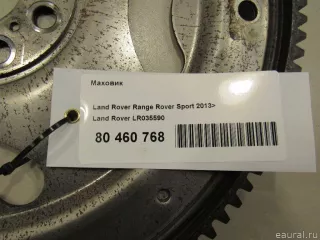 Маховик
Land Rover Range Rover Sport 2013>
Land Rover LR035590
80 460 768
eaural.ru